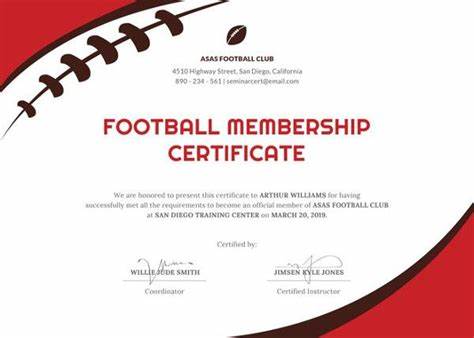 ASAS FOOTBALL CLUB
4510 Highway Street, San Diego, California
890 - 234 - 561 | seminarcert@email.com
FOOTBALL MEMBERSHIP
CERTIFICATE
We are honored to present this certificate to ARTHUR WILLIAMS for having
successfully met all the requirements to become an official member of ASAS FOOTBALL CLUB
at SAN DIEGO TRAINING CENTER on MARCH 20, 2019.
Certified by:
WILLIE JUDE SMITH JIMSEN KYLE JONES
Coordinator Certified Instructor